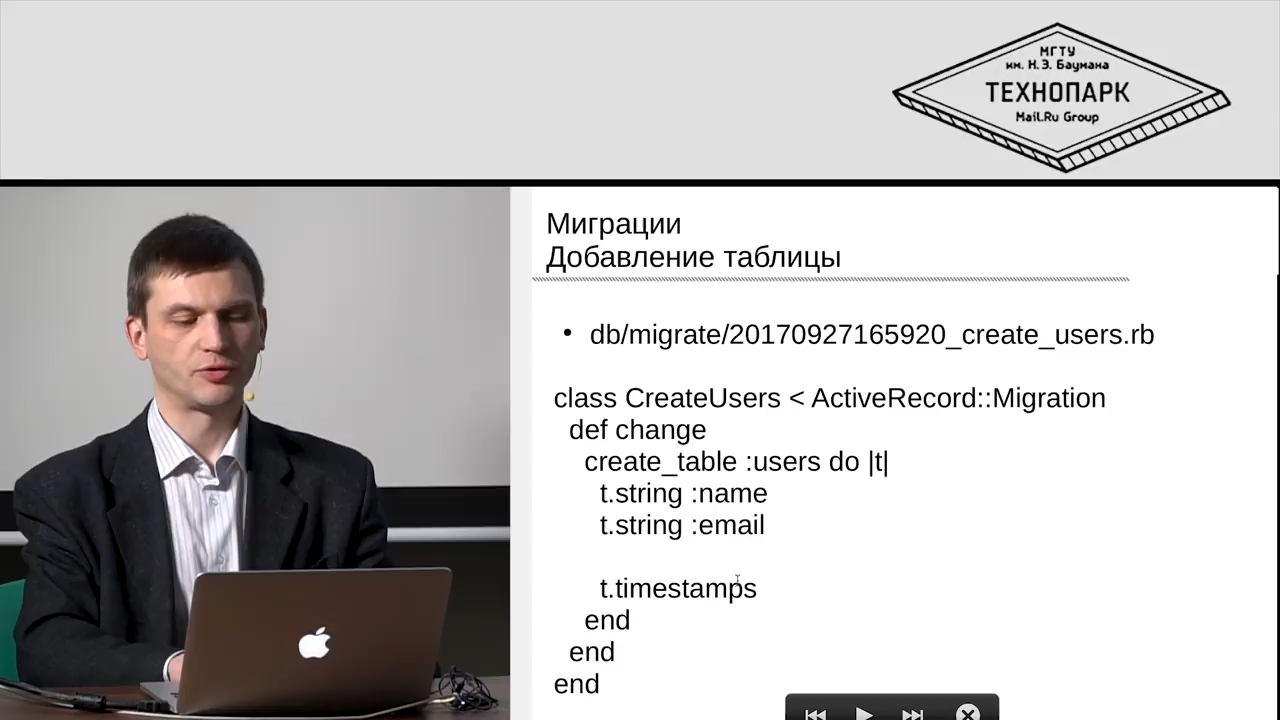 МГТУ
им. Н.Э. Баумана
ТЕХНОПАРК
Mail.Ru Group
Миграции
Добавление таблицы
• db/migrate/20170927165920_create_users.rb
class CreateUsers < ActiveRecord::Migration
def change
create_table :users do |t|
t.string :name
t.string :email
t.timestamps
end
end
end